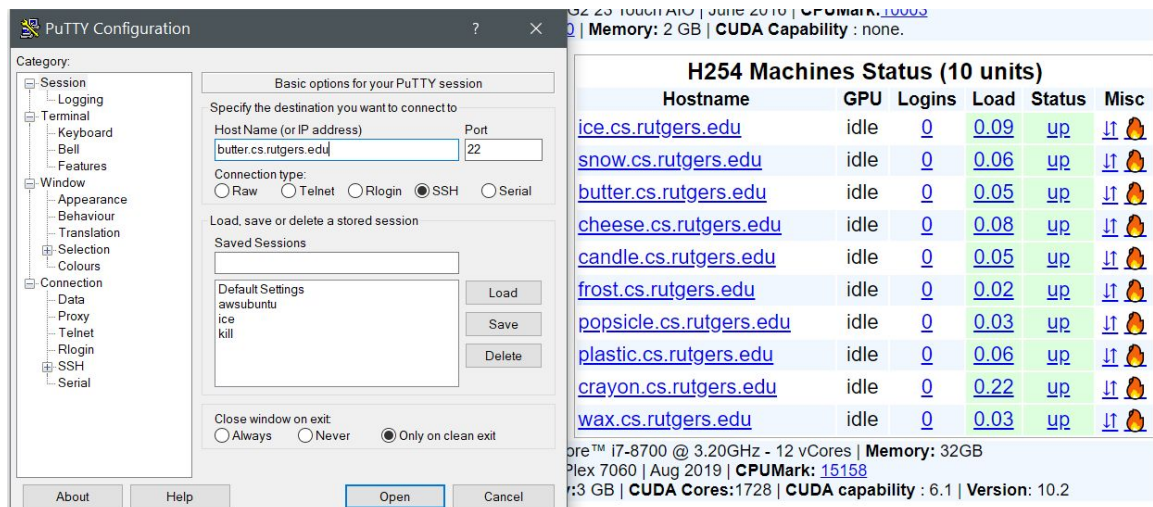 PuTTY Configuration ? ×
Category:
Session
Logging
Terminal
Keyboard
Bell
Features
Window
Appearance
Behaviour
Translation
Selection
Colours
Connection
Data
Proxy
Telnet
Rlogin
SSH
Serial
Basic options for your PuTTY session
Specify the destination you want to connect to
Host Name (or IP address) Port
butter.cs.rutgers.edu 22
Connection type:
Raw Telnet Rlogin SSH Serial
Load, save or delete a stored session
Saved Sessions
Default Settings
awsubuntu
ice
kill
Load
Save
Delete
Close window on exit:
Always Never Only on clean exit
About Help Open Cancel
G2 23 Touch AIO | June 2016 | CPUMark: 10003
0 | Memory: 2 GB | CUDA Capability : none.
H254 Machines Status (10 units)
Hostname GPU Logins Load Status Misc
ice.cs.rutgers.edu idle 0 0.09 up
snow.cs.rutgers.edu idle 0 0.06 up
butter.cs.rutgers.edu idle 0 0.05 up
cheese.cs.rutgers.edu idle 0 0.08 up
candle.cs.rutgers.edu idle 0 0.05 up
frost.cs.rutgers.edu idle 0 0.02 up
popsicle.cs.rutgers.edu idle 0 0.03 up
plastic.cs.rutgers.edu idle 0 0.06 up
crayon.cs.rutgers.edu idle 0 0.22 up
wax.cs.rutgers.edu idle 0 0.03 up
ore™ i7-8700 @ 3.20GHz - 12 vCores | Memory: 32GB
Plex 7060 | Aug 2019 | CPUMark: 15158
:3 GB | CUDA Cores:1728 | CUDA capability : 6.1 | Version: 10.2